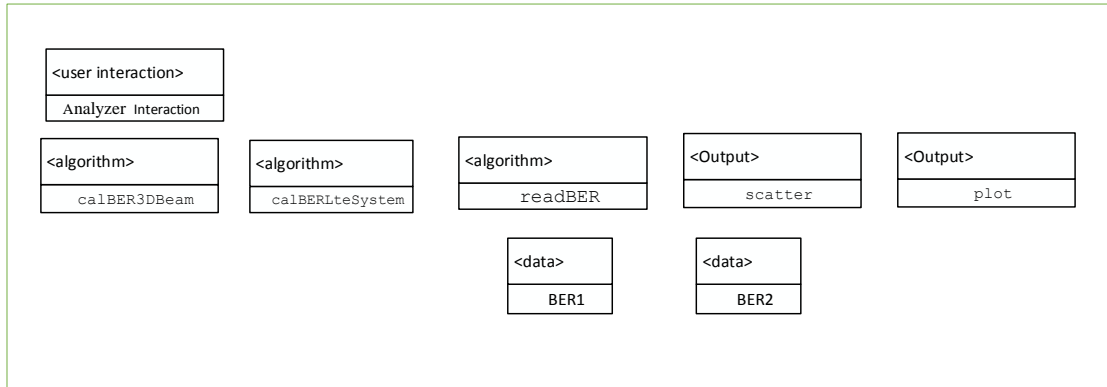 <user interaction>
Analyzer Interaction
<algorithm>
calBER3DBeam
<algorithm>
calBERLteSystem
<algorithm>
readBER
<Output>
scatter
<Output>
plot
<data>
BER1
<data>
BER2